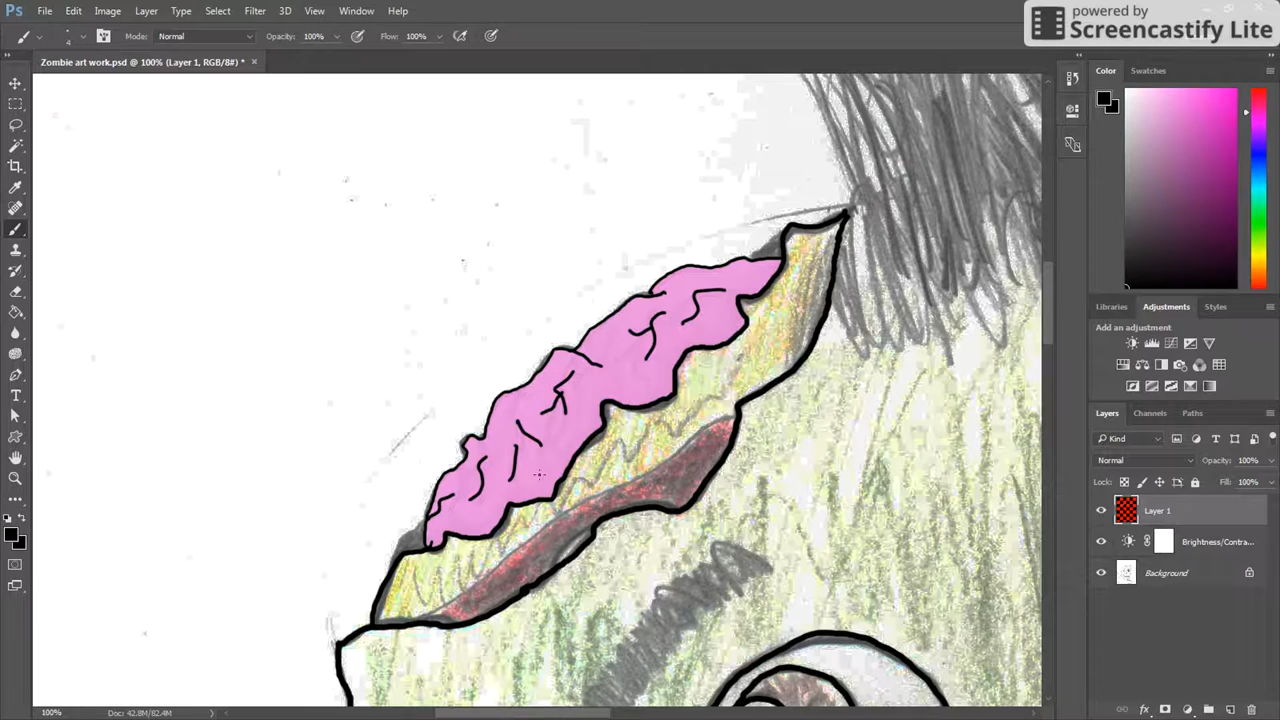 powered by
Screencastify Lite
Ps File Edit Image Layer Type Select Filter 3D View Window Help
4 Mode: Normal Opacity: 100% Flow: 100%
Zombie art work.psd @ 100% (Layer 1, RGB/8#) *
Color Swatches
Libraries Adjustments Styles
Add an adjustment
Layers Channels Paths
Kind
Normal Opacity: 100%
Lock: Fill: 100%
Layer 1
Brightness/Contra...
Background
100% Doc: 42.8M/82.4M